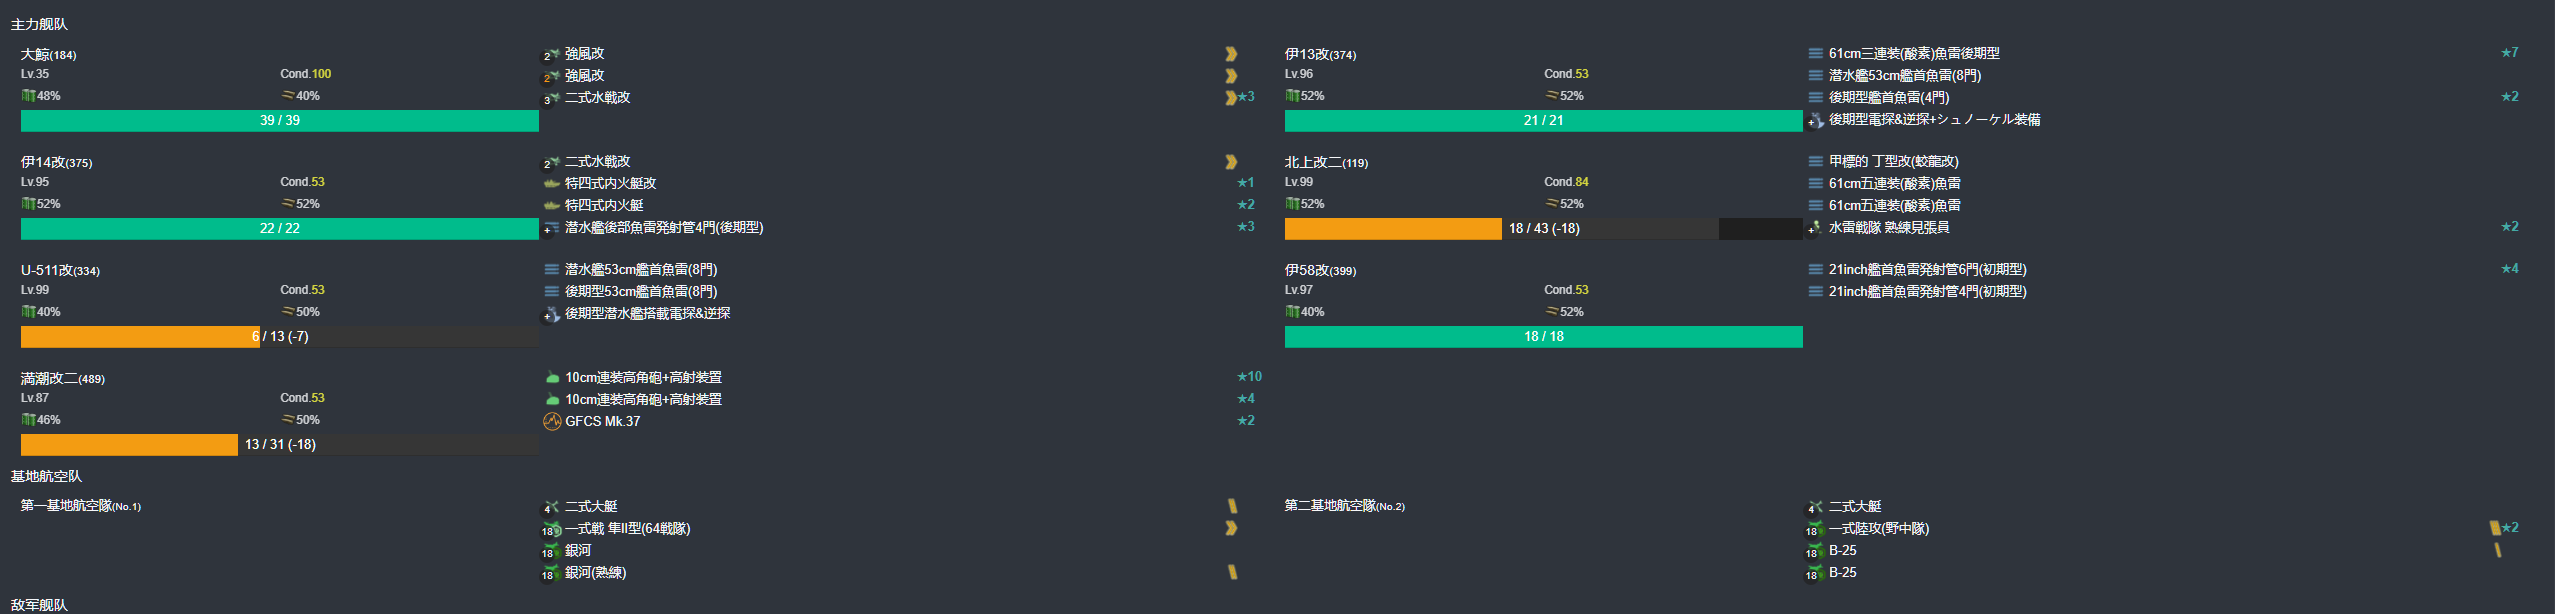 主力舰队
大鯨(184)
Lv.35 Cond.100
48% 40%
39 / 39
2 強風改
2 強風改
3 二式水戦改 ★3
伊13改(374)
Lv.96 Cond.53
52% 52%
21 / 21
61cm三連装(酸素)魚雷後期型 ★7
潜水艦53cm艦首魚雷(8門)
後期型艦首魚雷(4門) ★2
+ 後期型電探&逆探+シュノーケル装備
伊14改(375)
Lv.95 Cond.53
52% 52%
22 / 22
2 二式水戦改
特四式内火艇改 ★1
特四式内火艇 ★2
+ 潜水艦後部魚雷発射管4門(後期型) ★3
北上改二(119)
Lv.99 Cond.84
52% 52%
18 / 43 (-18)
甲標的 丁型改(蛟龍改)
61cm五連装(酸素)魚雷
61cm五連装(酸素)魚雷
+ 水雷戦隊 熟練見張員 ★2
U-511改(334)
Lv.99 Cond.53
40% 50%
6 / 13 (-7)
潜水艦53cm艦首魚雷(8門)
後期型53cm艦首魚雷(8門)
+ 後期型潜水艦搭載電探&逆探
伊58改(399)
Lv.97 Cond.53
40% 52%
18 / 18
21inch艦首魚雷発射管6門(初期型) ★4
21inch艦首魚雷発射管4門(初期型)
満潮改二(489)
Lv.87 Cond.53
46% 50%
13 / 31 (-18)
10cm連装高角砲+高射装置 ★10
10cm連装高角砲+高射装置 ★4
GFCS Mk.37 ★2
基地航空队
第一基地航空隊(No.1)
4 二式大艇
18 一式戦 隼II型(64戦隊)
18 銀河
18 銀河(熟練)
第二基地航空隊(No.2)
4 二式大艇
18 一式陸攻(野中隊) ★2
18 B-25
18 B-25
敌军舰队